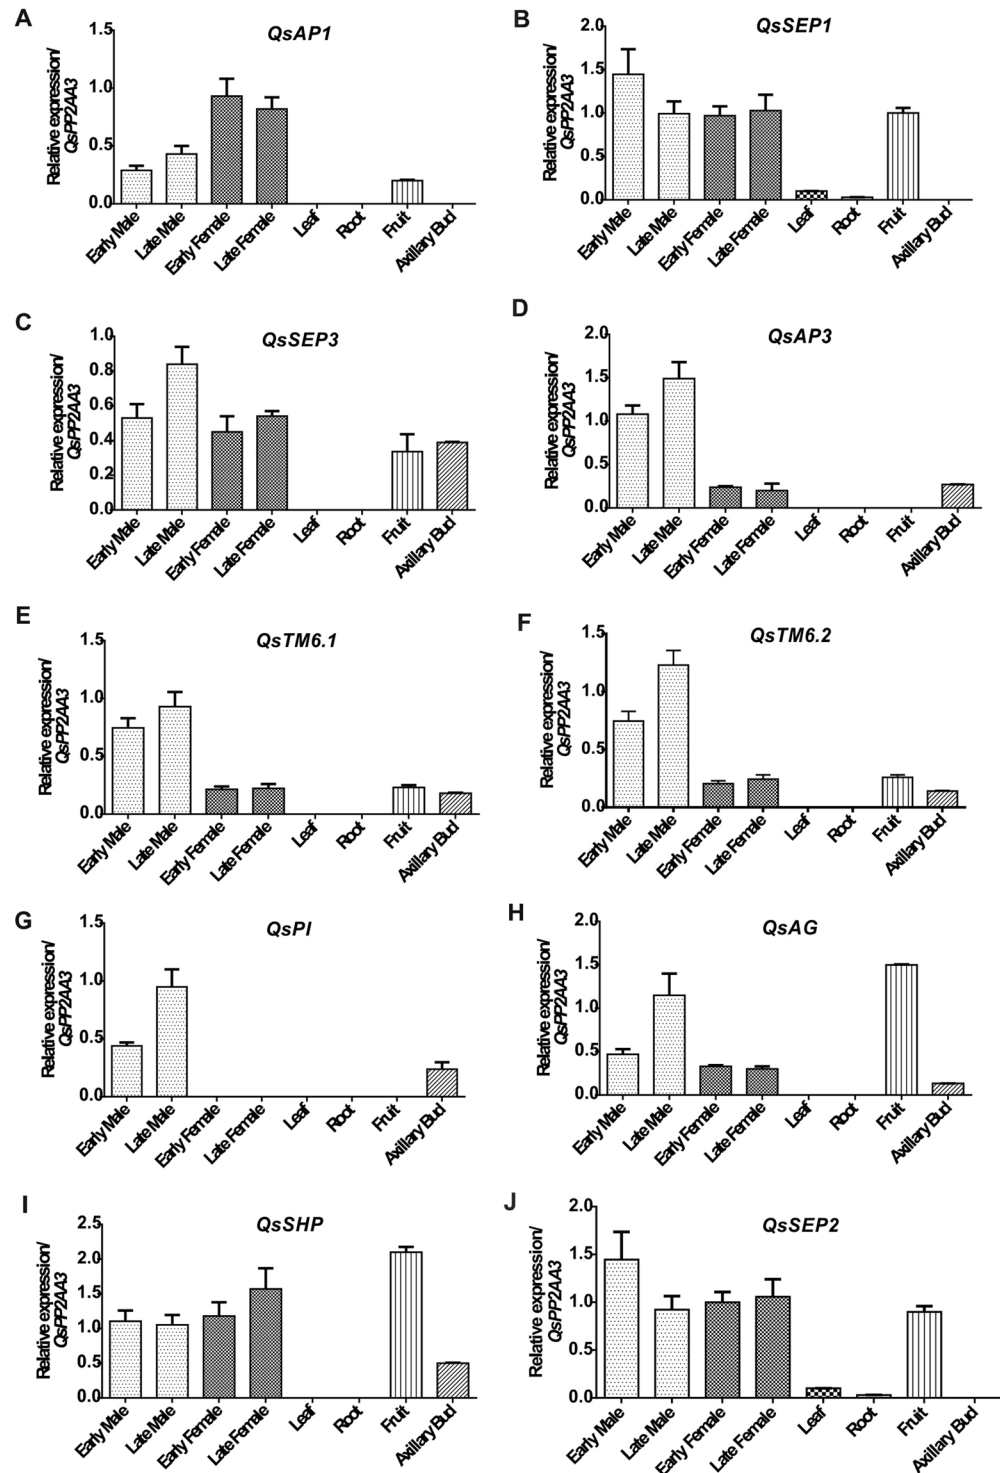 A
QsAP1
Relative expression/
QsPP2AA3
1.5
1.0
0.5
0.0
Early Male
Late Male
Early Female
Late Female
Leaf
Root
Fruit
Axillary Bud
B
QsSEP1
Relative expression/
QsPP2AA3
2.0
1.5
1.0
0.5
0.0
Early Male
Late Male
Early Female
Late Female
Leaf
Root
Fruit
Axillary Bud
C
QsSEP3
Relative expression/
QsPP2AA3
1.0
0.8
0.6
0.4
0.2
0.0
Early Male
Late Male
Early Female
Late Female
Leaf
Root
Fruit
Axillary Bud
D
QsAP3
Relative expression/
QsPP2AA3
2.0
1.5
1.0
0.5
0.0
Early Male
Late Male
Early Female
Late Female
Leaf
Root
Fruit
Axillary Bud
E
QsTM6.1
Relative expression/
QsPP2AA3
1.5
1.0
0.5
0.0
Early Male
Late Male
Early Female
Late Female
Leaf
Root
Fruit
Axillary Bud
F
QsTM6.2
Relative expression/
QsPP2AA3
1.5
1.0
0.5
0.0
Early Male
Late Male
Early Female
Late Female
Leaf
Root
Fruit
Axillary Bud
G
QsPI
Relative expression/
QsPP2AA3
1.5
1.0
0.5
0.0
Early Male
Late Male
Early Female
Late Female
Leaf
Root
Fruit
Axillary Bud
H
QsAG
Relative expression/
QsPP2AA3
2.0
1.5
1.0
0.5
0.0
Early Male
Late Male
Early Female
Late Female
Leaf
Root
Fruit
Axillary Bud
I
QsSHP
Relative expression/
QsPP2AA3
2.5
2.0
1.5
1.0
0.5
0.0
Early Male
Late Male
Early Female
Late Female
Leaf
Root
Fruit
Axillary Bud
J
QsSEP2
Relative expression/
QsPP2AA3
2.0
1.5
1.0
0.5
0.0
Early Male
Late Male
Early Female
Late Female
Leaf
Root
Fruit
Axillary Bud